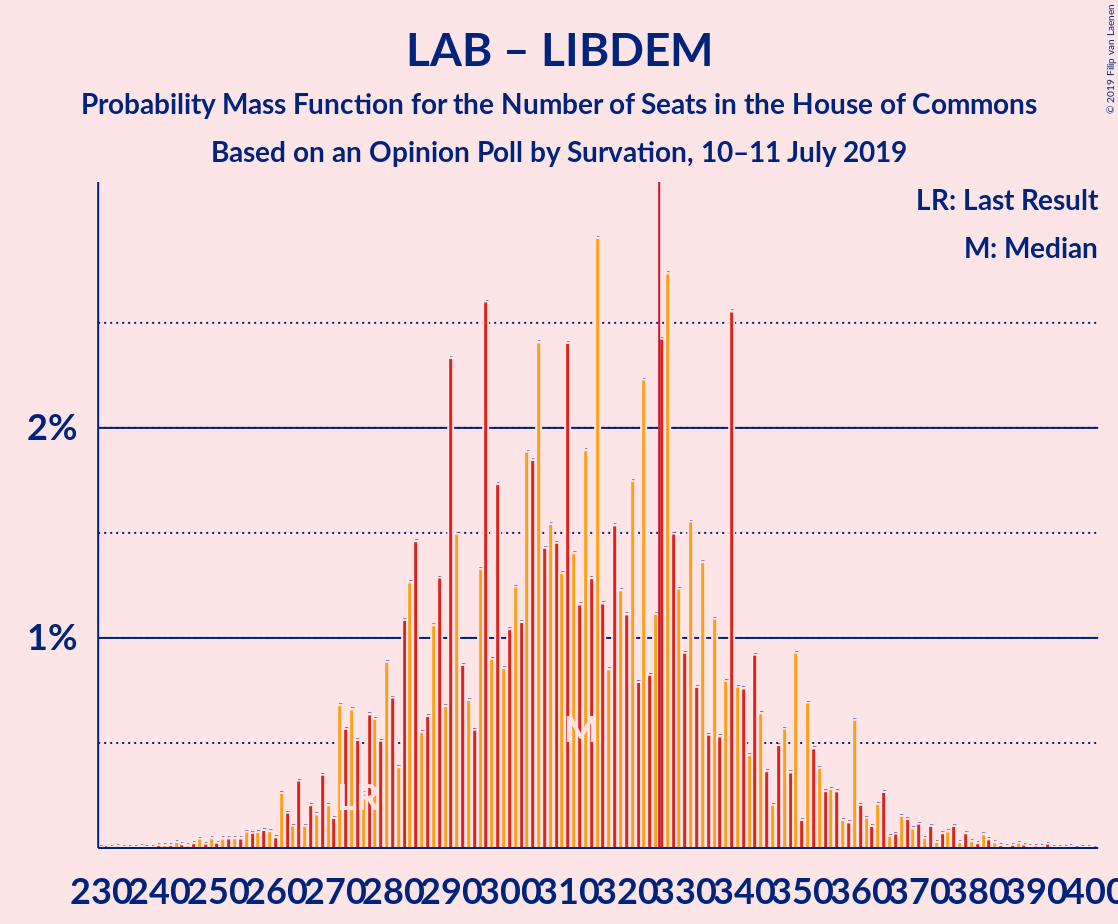 LAB – LIBDEM
Probability Mass Function for the Number of Seats in the House of Commons
Based on an Opinion Poll by Survation, 10–11 July 2019
© 2019 Filip van Laenen
LR: Last Result
M: Median
2%
1%
M
LR
230 240 250 260 270 280 290 300 310 320 330 340 350 360 370 380 390 400